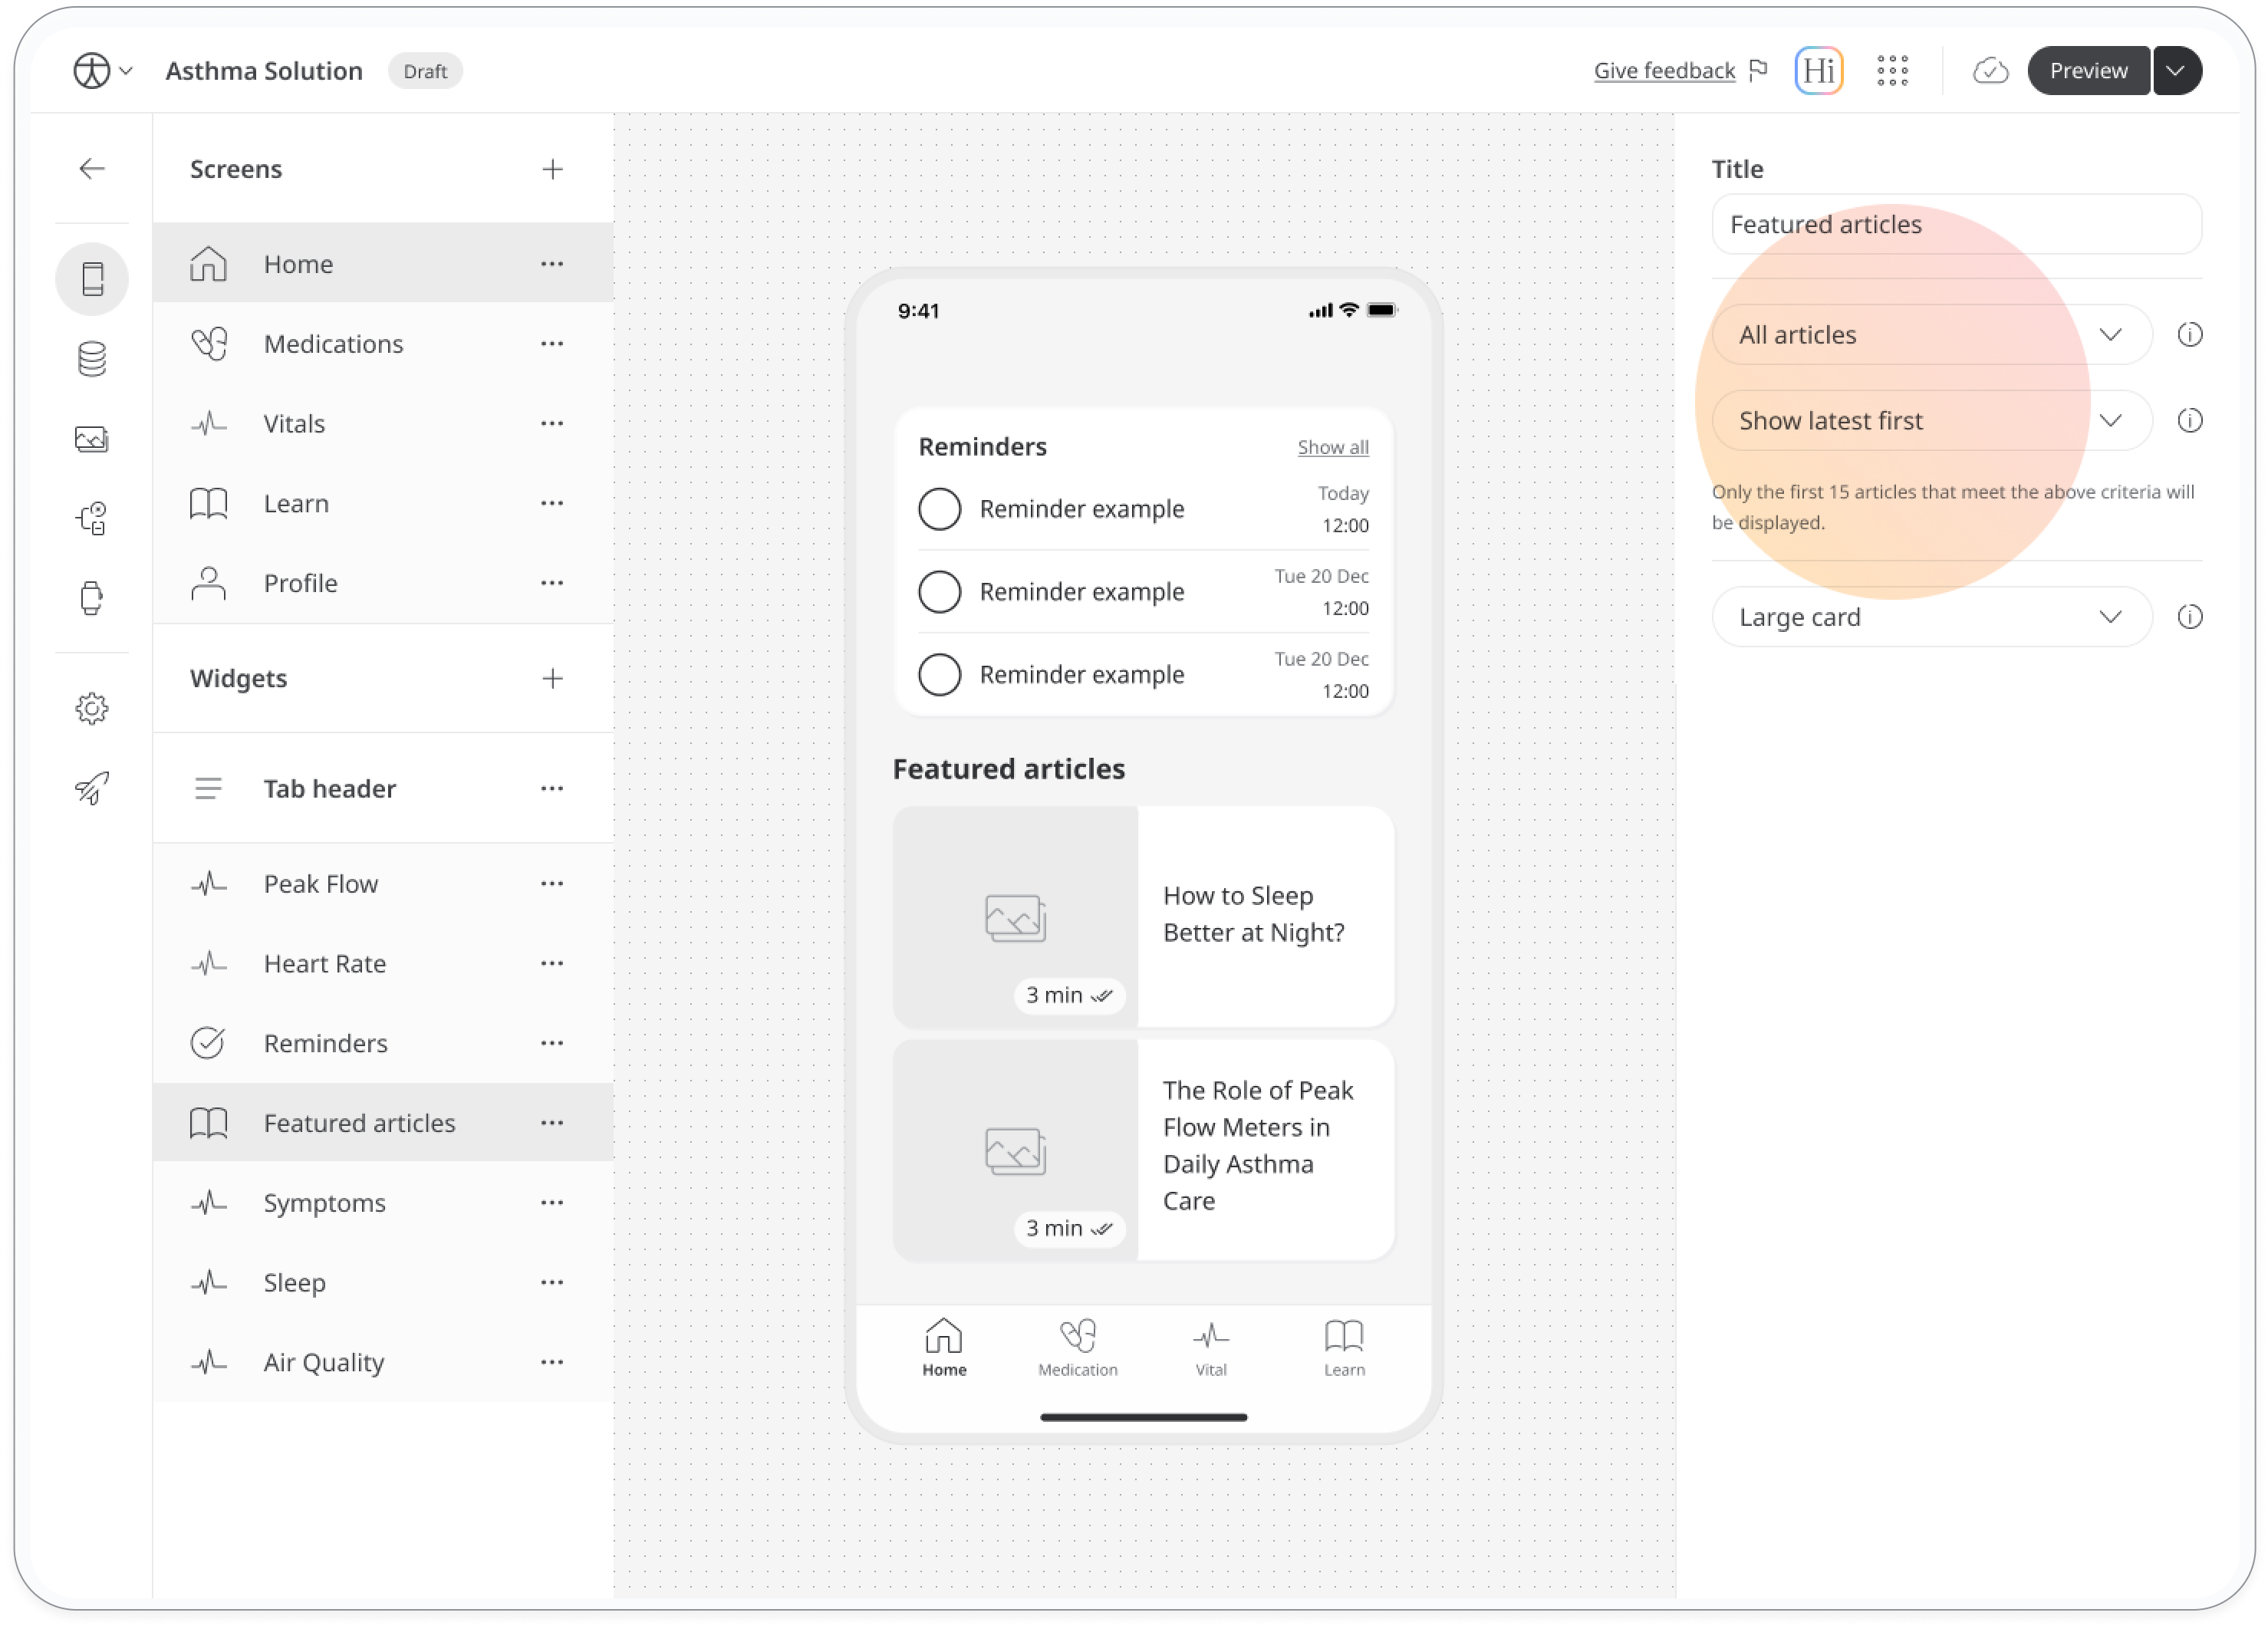 Asthma Solution
Draft
Give feedback
Hi
Preview
Screens
Home
Medications
Vitals
Learn
Profile
Widgets
Tab header
Peak Flow
Heart Rate
Reminders
Featured articles
Symptoms
Sleep
Air Quality
9:41
Reminders
Show all
Reminder example
Today
12:00
Reminder example
Tue 20 Dec
12:00
Reminder example
Tue 20 Dec
12:00
Featured articles
How to Sleep
Better at Night?
3 min
The Role of Peak
Flow Meters in
Daily Asthma
Care
3 min
Home
Medication
Vital
Learn
Title
Featured articles
All articles
Show latest first
Only the first 15 articles that meet the above criteria will
be displayed.
Large card